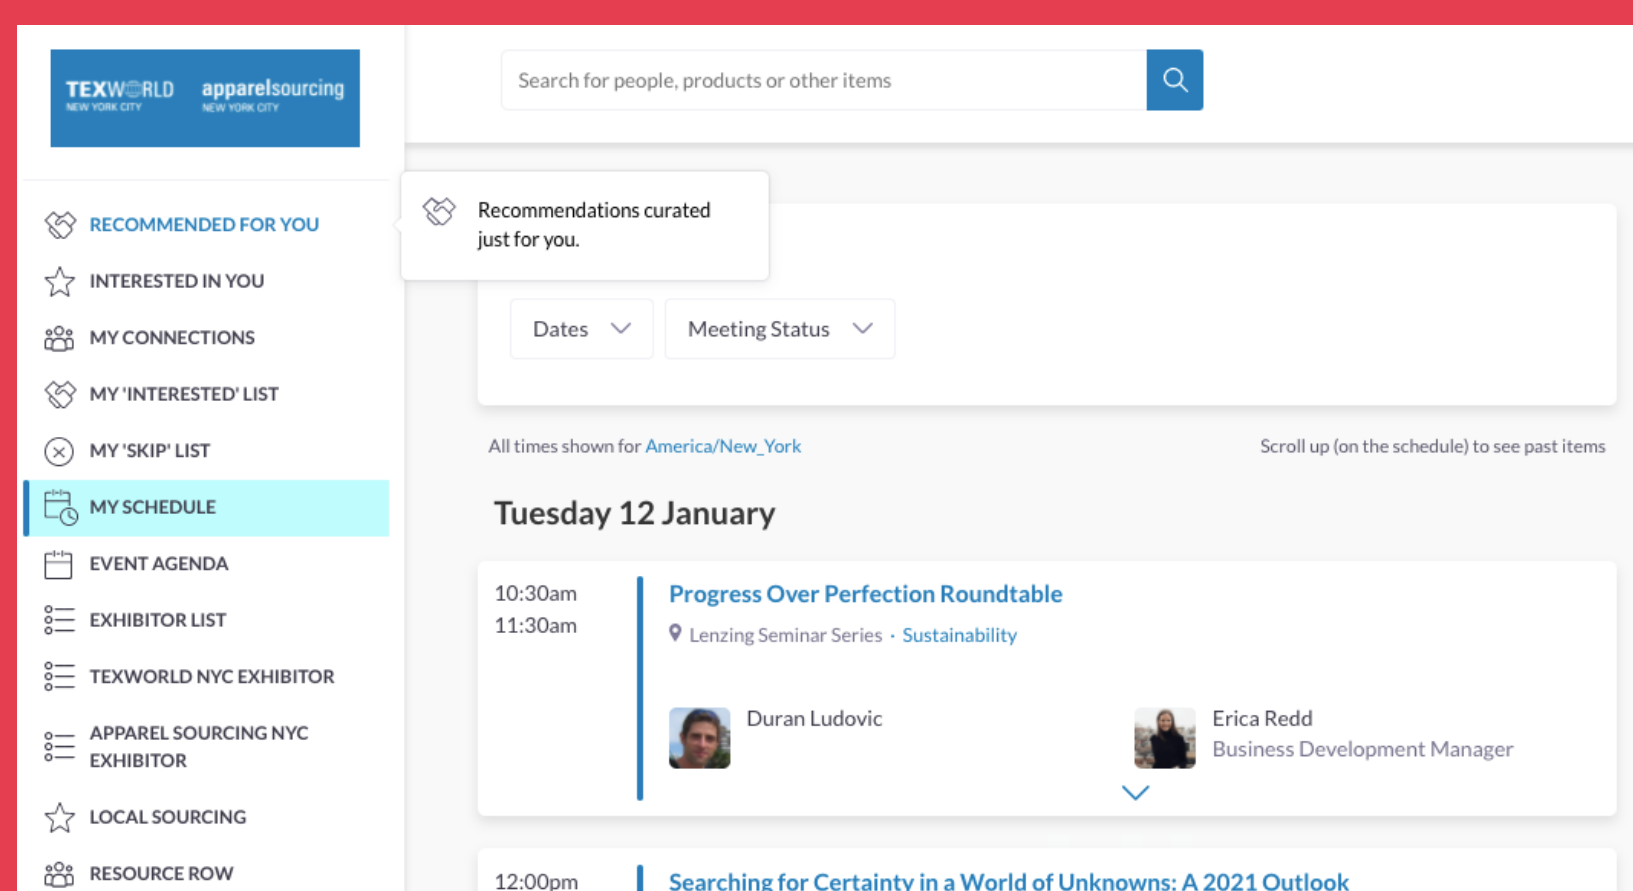 TEXWORLD
NEW YORK CITY
apparelsourcing
NEW YORK CITY
Search for people, products or other items
RECOMMENDED FOR YOU
INTERESTED IN YOU
MY CONNECTIONS
MY 'INTERESTED' LIST
MY 'SKIP' LIST
MY SCHEDULE
EVENT AGENDA
EXHIBITOR LIST
TEXWORLD NYC EXHIBITOR
APPAREL SOURCING NYC
EXHIBITOR
LOCAL SOURCING
RESOURCE ROW
Recommendations curated
just for you.
Dates
Meeting Status
All times shown for America/New_York
Scroll up (on the schedule) to see past items
Tuesday 12 January
10:30am
11:30am
Progress Over Perfection Roundtable
Lenzing Seminar Series · Sustainability
Duran Ludovic
Erica Redd
Business Development Manager
12:00pm
Searching for Certainty in a World of Unknowns: A 2021 Outlook